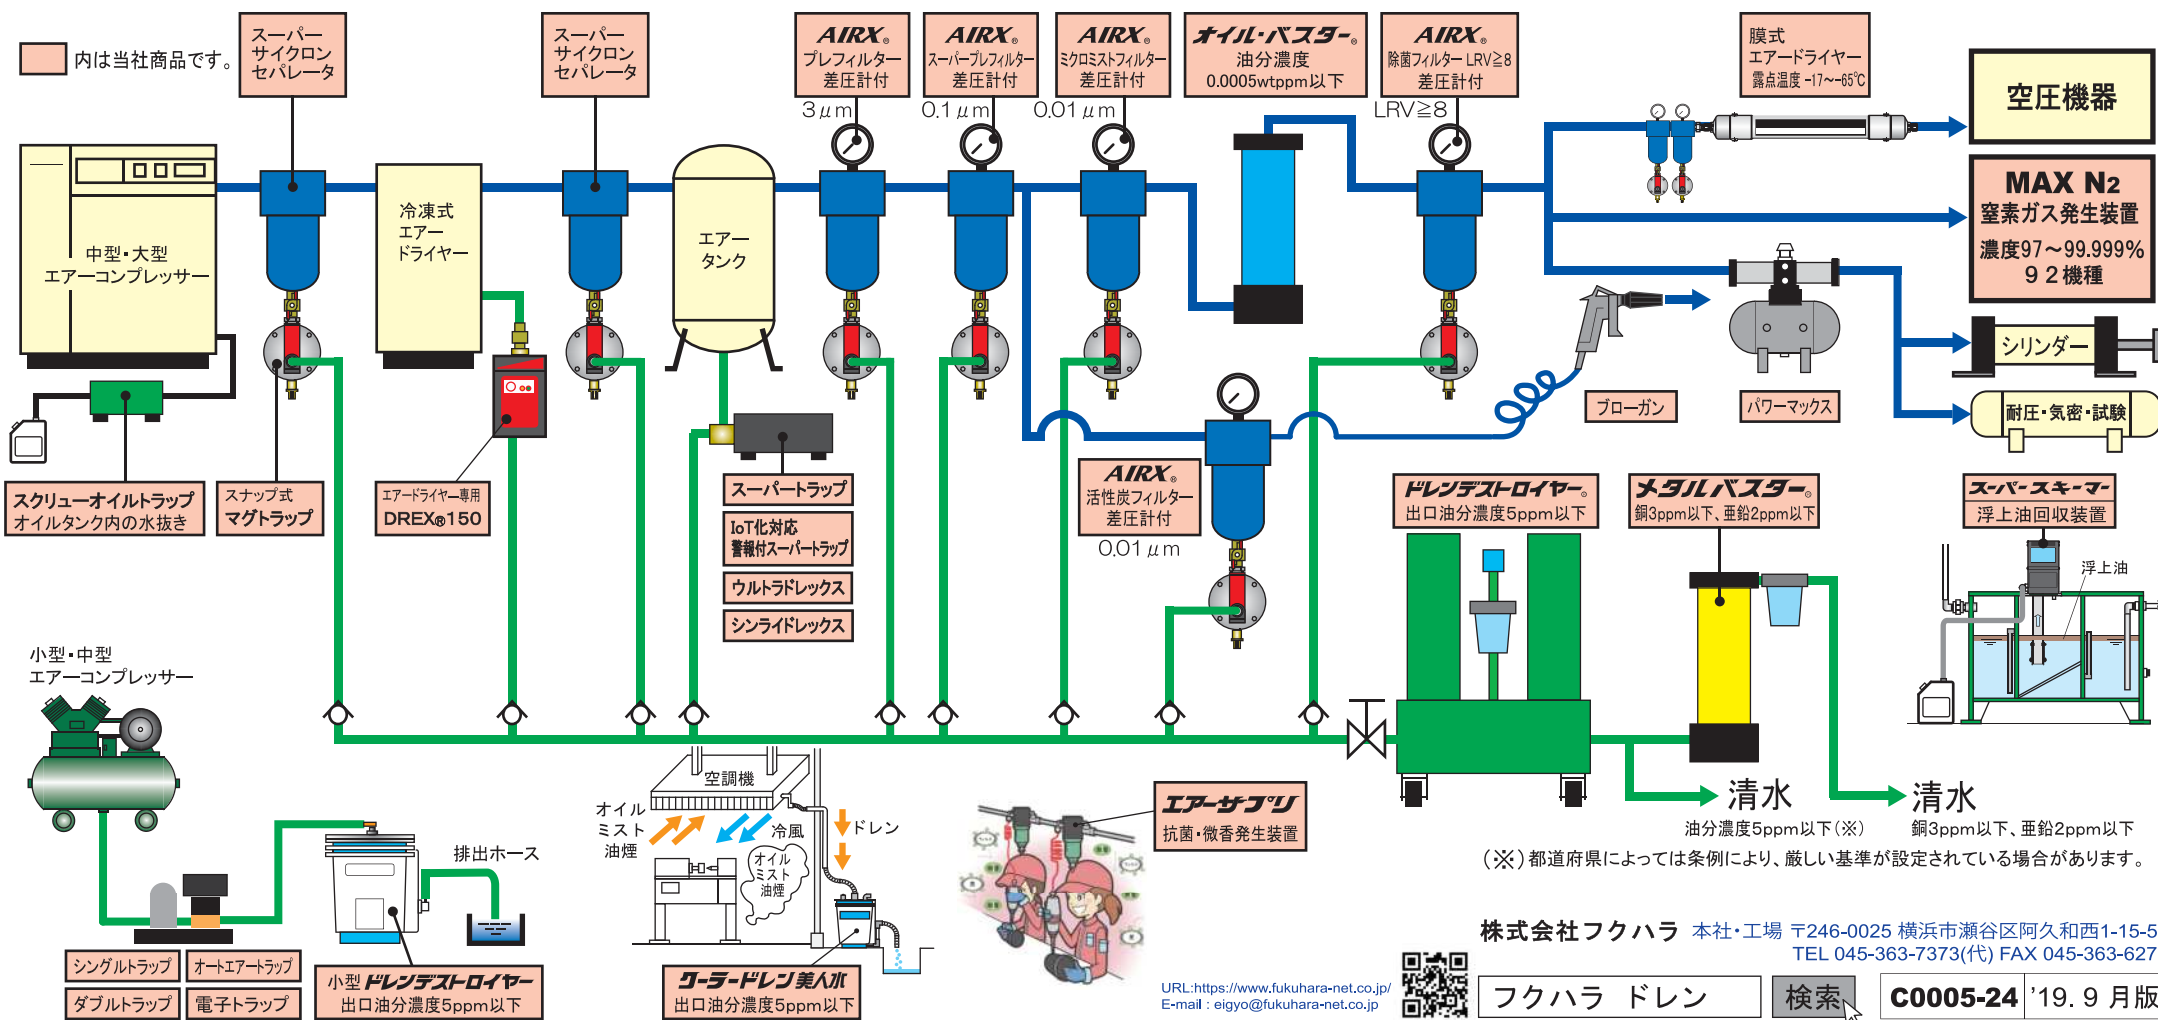 内は当社商品です。
スーパー
サイクロン
セパレータ
スーパー
サイクロン
セパレータ
AIRX®
プレフィルター
差圧計付
3μm
AIRX®
スーパープレフィルター
差圧計付
0.1μm
AIRX®
ミクロミストフィルター
差圧計付
0.01μm
オイル・バスター®
油分濃度
0.0005wtppm以下
AIRX®
除菌フィルター LRV≧8
差圧計付
LRV≧8
膜式
エアードライヤー
露点温度 -17〜-65℃
空圧機器
MAX N2
窒素ガス発生装置
濃度97〜99.999%
92機種
中型・大型
エアーコンプレッサー
冷凍式
エアー
ドライヤー
エアー
タンク
シリンダー
耐圧・気密・試験
ブローガン
パワーマックス
スクリューオイルトラップ
オイルタンク内の水抜き
スナップ式
マグトラップ
エアードライヤー専用
DREX®150
スーパートラップ
IoT化対応
警報付スーパートラップ
ウルトラドレックス
シンライドレックス
AIRX®
活性炭フィルター
差圧計付
0.01μm
ドレンデストロイヤー®
出口油分濃度5ppm以下
メタルバスター®
銅3ppm以下、亜鉛2ppm以下
スーパースキーマー
浮上油回収装置
浮上油
小型・中型
エアーコンプレッサー
排出ホース
シングルトラップ
オートエアートラップ
ダブルトラップ
電子トラップ
小型ドレンデストロイヤー
出口油分濃度5ppm以下
空調機
オイル
ミスト
油煙
冷風
オイル
ミスト
油煙
ドレン
クーラードレン美人水
出口油分濃度5ppm以下
エアーサプリ
抗菌・微香発生装置
清水
油分濃度5ppm以下(※)
清水
銅3ppm以下、亜鉛2ppm以下
(※)都道府県によっては条例により、厳しい基準が設定されている場合があります。
株式会社フクハラ 本社・工場 〒246-0025 横浜市瀬谷区阿久和西1-15-5
TEL 045-363-7373(代) FAX 045-363-627
URL:https://www.fukuhara-net.co.jp/
E-mail : eigyo@fukuhara-net.co.jp
フクハラ ドレン 検索
C0005-24 '19. 9 月版